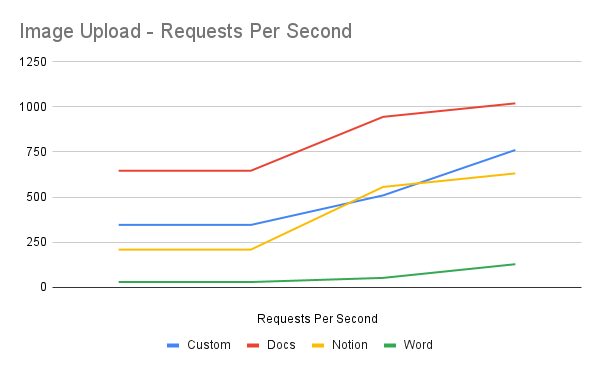 Image Upload - Requests Per Second
1250
1000
750
500
250
0
Requests Per Second
Custom Docs Notion Word